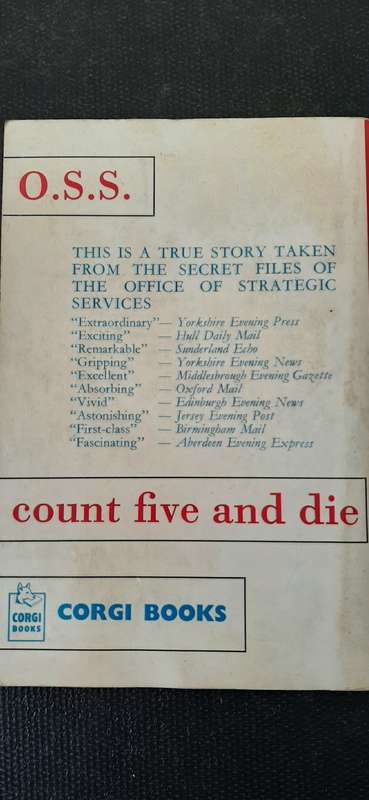 O.S.S.
THIS IS A TRUE STORY TAKEN
FROM THE SECRET FILES OF
THE OFFICE OF STRATEGIC
SERVICES
"Extraordinary" — Yorkshire Evening Press
"Exciting" — Hull Daily Mail
"Remarkable" — Sunderland Echo
"Gripping" — Yorkshire Evening News
"Excellent" — Middlesbrough Evening Gazette
"Absorbing" — Oxford Mail
"Vivid" — Edinburgh Evening News
"Astonishing" — Jersey Evening Post
"First-class" — Birmingham Mail
"Fascinating" — Aberdeen Evening Express
count five and die
CORGI
BOOKS
CORGI BOOKS